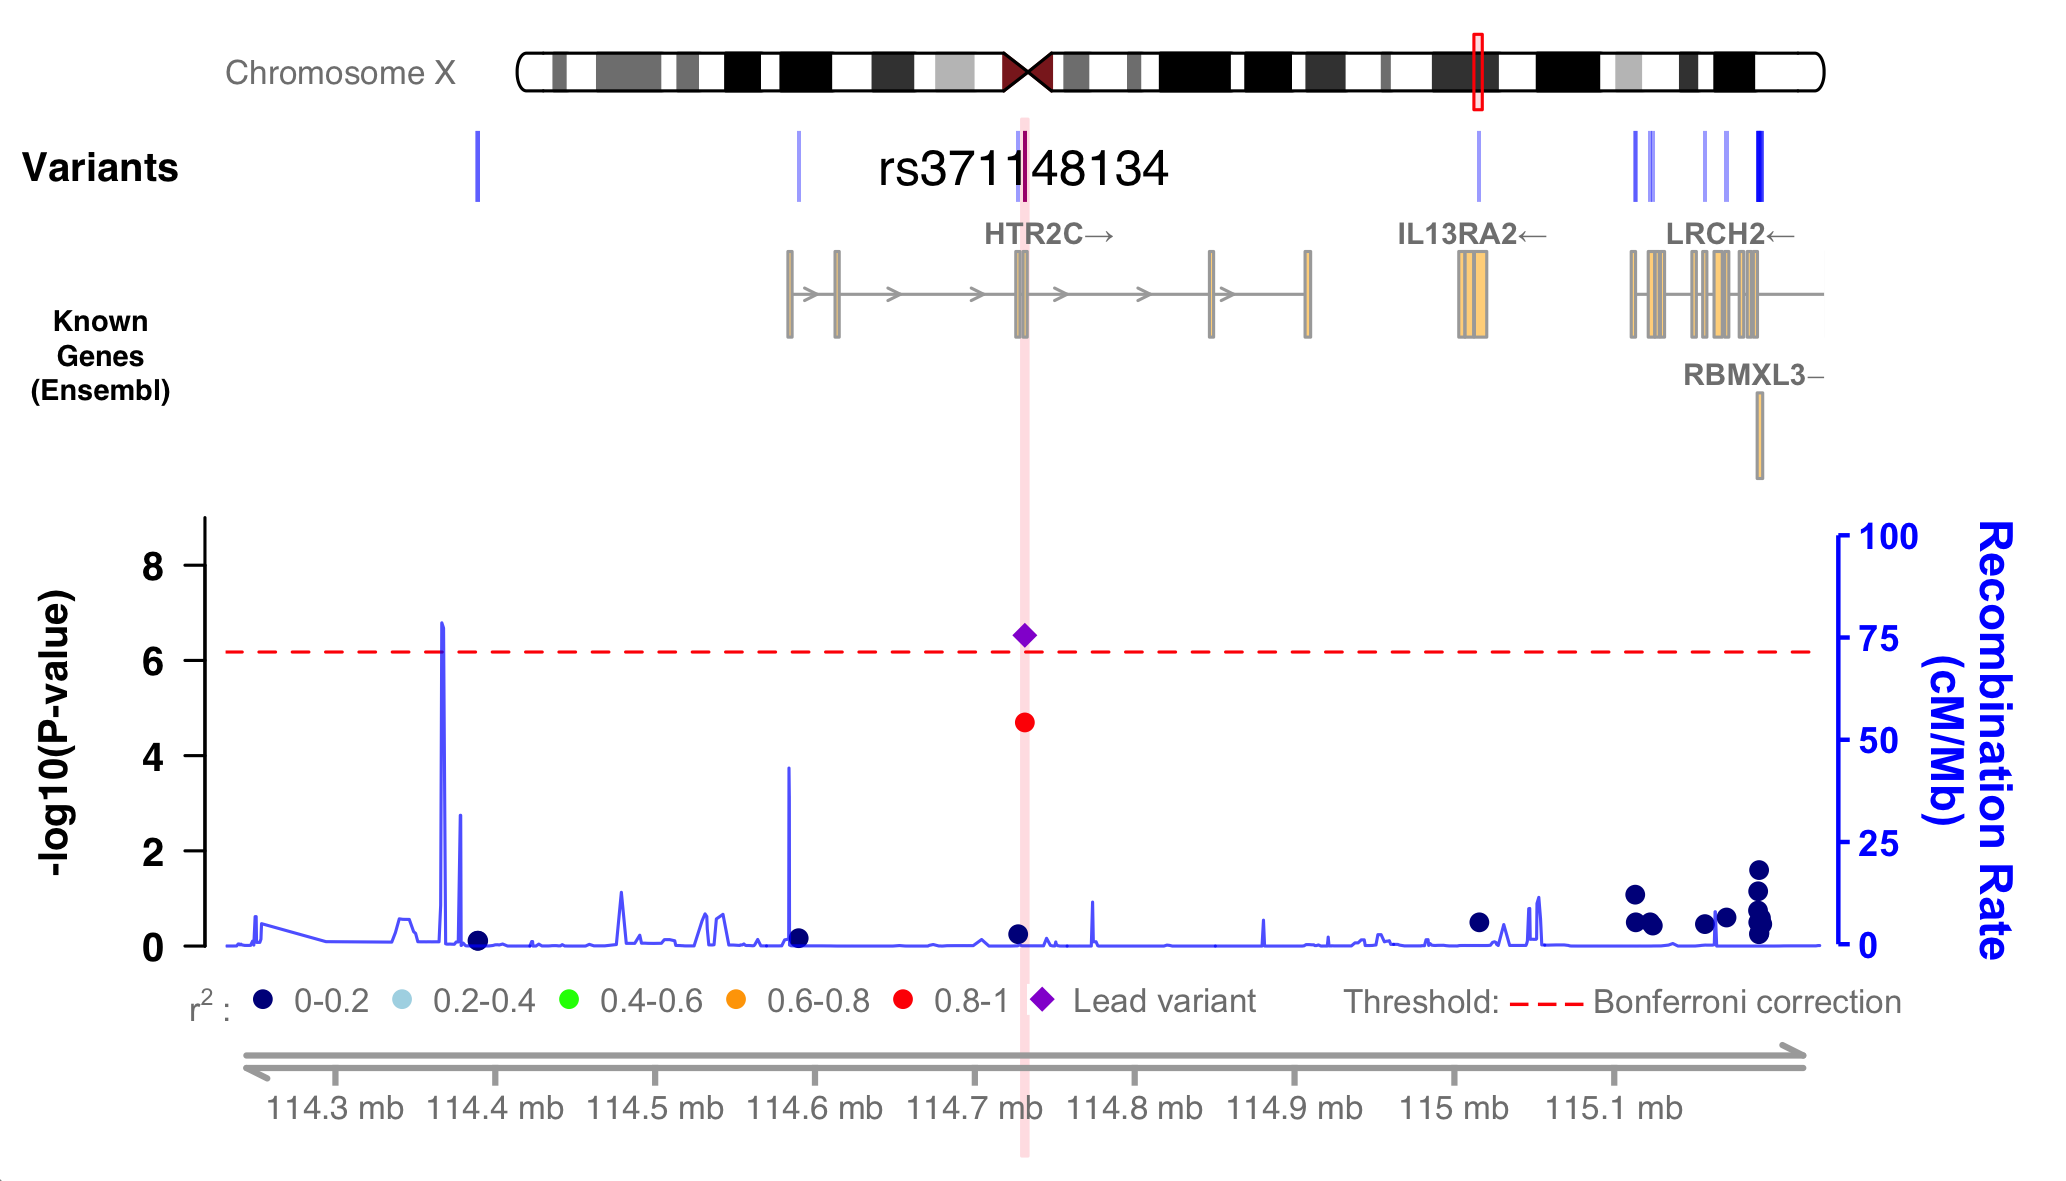 Chromosome X
Variants
rs371148134
HTR2C→
IL13RA2←
LRCH2←
Known
Genes
(Ensembl)
RBMXL3–
-log10(P-value)
8
6
4
2
0
100
75
50
25
0
Recombination Rate
(cM/Mb)
r² :
0-0.2
0.2-0.4
0.4-0.6
0.6-0.8
0.8-1
Lead variant
Threshold:
Bonferroni correction
114.3 mb
114.4 mb
114.5 mb
114.6 mb
114.7 mb
114.8 mb
114.9 mb
115 mb
115.1 mb